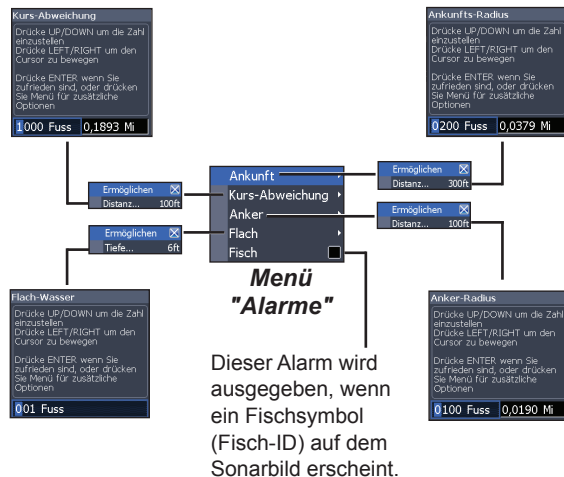 Kurs-Abweichung
Drücke UP/DOWN um die Zahl
einzustellen
Drücke LEFT/RIGHT um den
Cursor zu bewegen
Drücke ENTER wenn Sie
zufrieden sind, oder drücken
Sie Menü für zusätzliche
Optionen
1000 Fuss 0,1893 Mi
Ankunfts-Radius
Drücke UP/DOWN um die Zahl
einzustellen
Drücke LEFT/RIGHT um den
Cursor zu bewegen
Drücke ENTER wenn Sie
zufrieden sind, oder drücken
Sie Menü für zusätzliche
Optionen
0200 Fuss 0,0379 Mi
Ermöglichen
Distanz... 100ft
Ermöglichen
Tiefe... 6ft
Ankunft
Kurs-Abweichung
Anker
Flach
Fisch
Ermöglichen
Distanz... 300ft
Ermöglichen
Distanz... 100ft
Menü
"Alarme"
Flach-Wasser
Drücke UP/DOWN um die Zahl
einzustellen
Drücke LEFT/RIGHT um den
Cursor zu bewegen
Drücke ENTER wenn Sie
zufrieden sind, oder drücken
Sie Menü für zusätzliche
Optionen
001 Fuss
Dieser Alarm wird
ausgegeben, wenn
ein Fischsymbol
(Fisch-ID) auf dem
Sonarbild erscheint.
Anker-Radius
Drücke UP/DOWN um die Zahl
einzustellen
Drücke LEFT/RIGHT um den
Cursor zu bewegen
Drücke ENTER wenn Sie
zufrieden sind, oder drücken
Sie Menü für zusätzliche
Optionen
0100 Fuss 0,0190 Mi